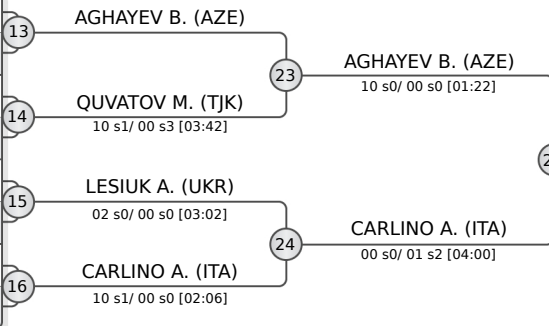 AGHAYEV B. (AZE)
13
AGHAYEV B. (AZE)
23
10 s0/ 00 s0 [01:22]
QUVATOV M. (TJK)
14
10 s1/ 00 s3 [03:42]
LESIUK A. (UKR)
15
02 s0/ 00 s0 [03:02]
CARLINO A. (ITA)
24
00 s0/ 01 s2 [04:00]
CARLINO A. (ITA)
16
10 s1/ 00 s0 [02:06]